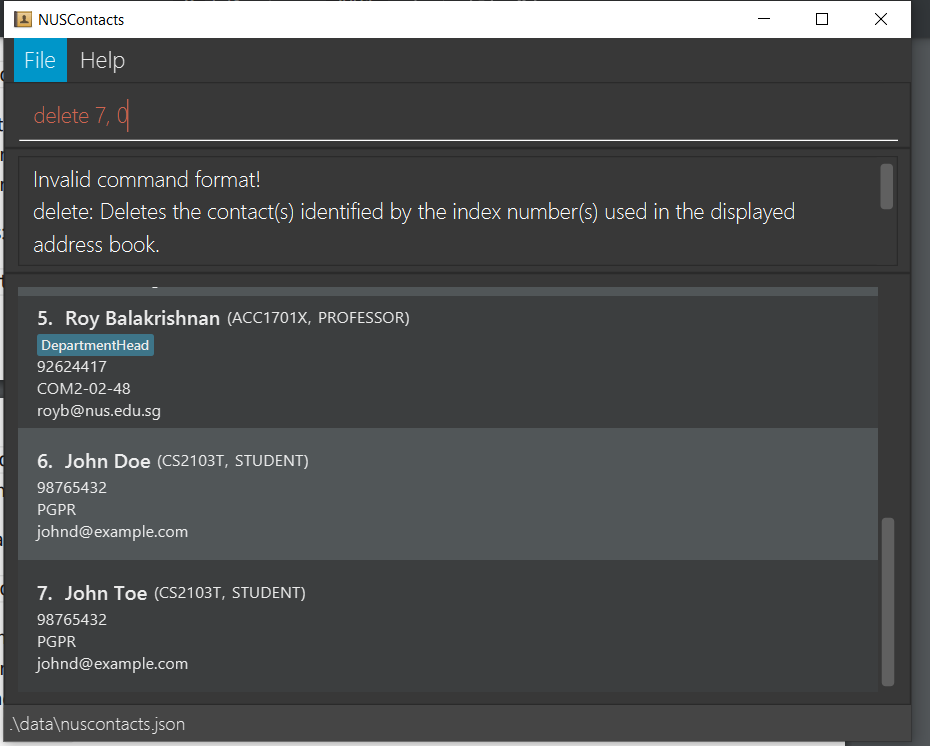 NUSContacts
File Help
delete 7, 0
Invalid command format!
delete: Deletes the contact(s) identified by the index number(s) used in the displayed
address book.
5. Roy Balakrishnan (ACC1701X, PROFESSOR)
DepartmentHead
92624417
COM2-02-48
royb@nus.edu.sg
6. John Doe (CS2103T, STUDENT)
98765432
PGPR
johnd@example.com
7. John Toe (CS2103T, STUDENT)
98765432
PGPR
johnd@example.com
.\data\nuscontacts.json